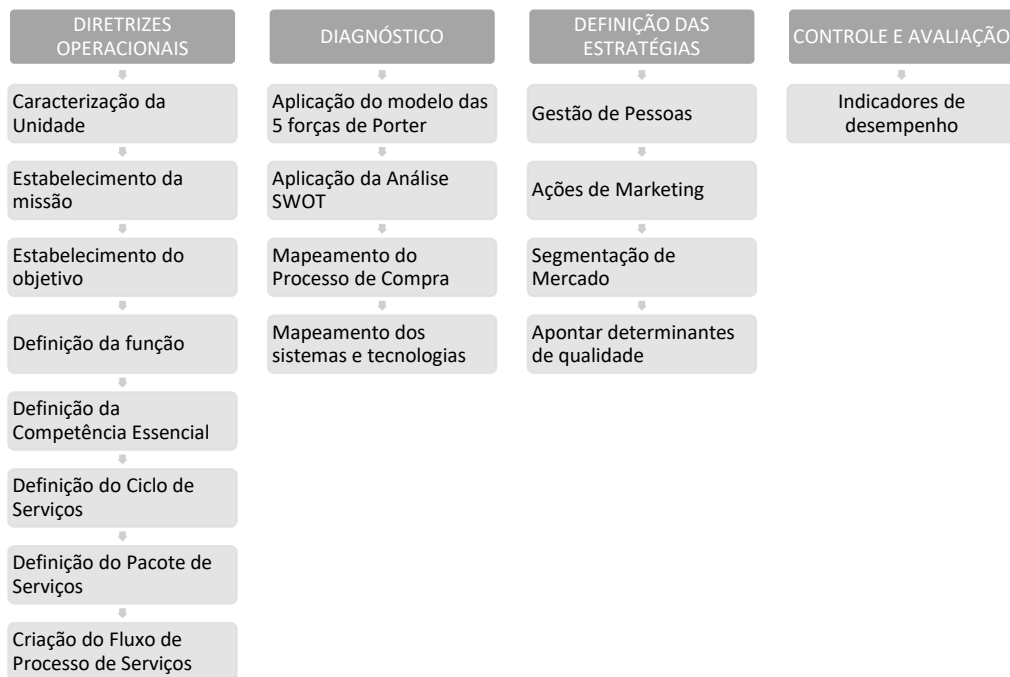 DIRETRIZES
OPERACIONAIS
Caracterização da
Unidade
Estabelecimento da
missão
Estabelecimento do
objetivo
Definição da função
Definição da
Competência Essencial
Definição do Ciclo de
Serviços
Definição do Pacote de
Serviços
Criação do Fluxo de
Processo de Serviços
DIAGNÓSTICO
Aplicação do modelo das
5 forças de Porter
Aplicação da Análise
SWOT
Mapeamento do
Processo de Compra
Mapeamento dos
sistemas e tecnologias
DEFINIÇÃO DAS
ESTRATÉGIAS
Gestão de Pessoas
Ações de Marketing
Segmentação de
Mercado
Apontar determinantes
de qualidade
CONTROLE E AVALIAÇÃO
Indicadores de
desempenho